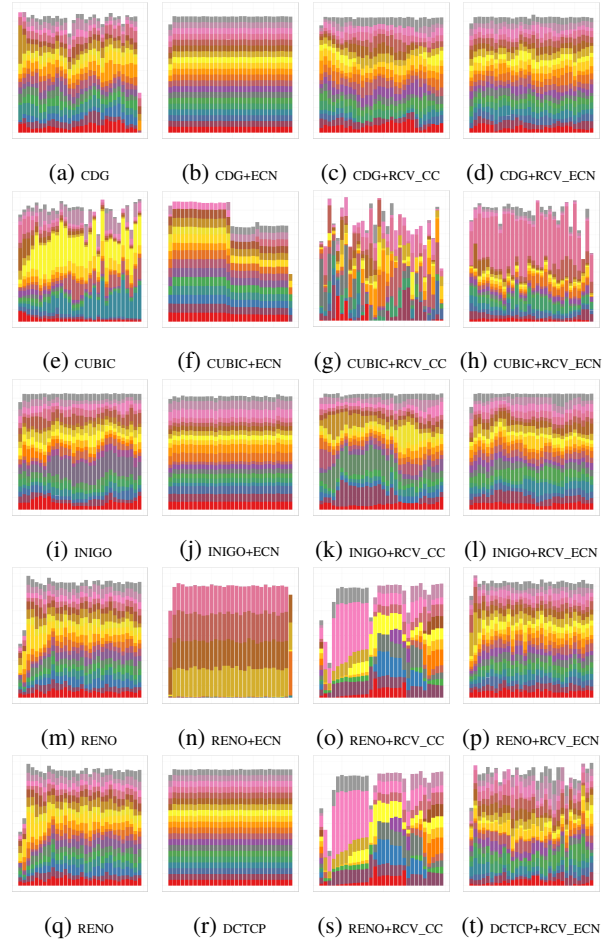 (a) CDG (b) CDG+ECN (c) CDG+RCV_CC (d) CDG+RCV_ECN
(e) CUBIC (f) CUBIC+ECN (g) CUBIC+RCV_CC (h) CUBIC+RCV_ECN
(i) INIGO (j) INIGO+ECN (k) INIGO+RCV_CC (l) INIGO+RCV_ECN
(m) RENO (n) RENO+ECN (o) RENO+RCV_CC (p) RENO+RCV_ECN
(q) RENO (r) DCTCP (s) RENO+RCV_CC (t) DCTCP+RCV_ECN